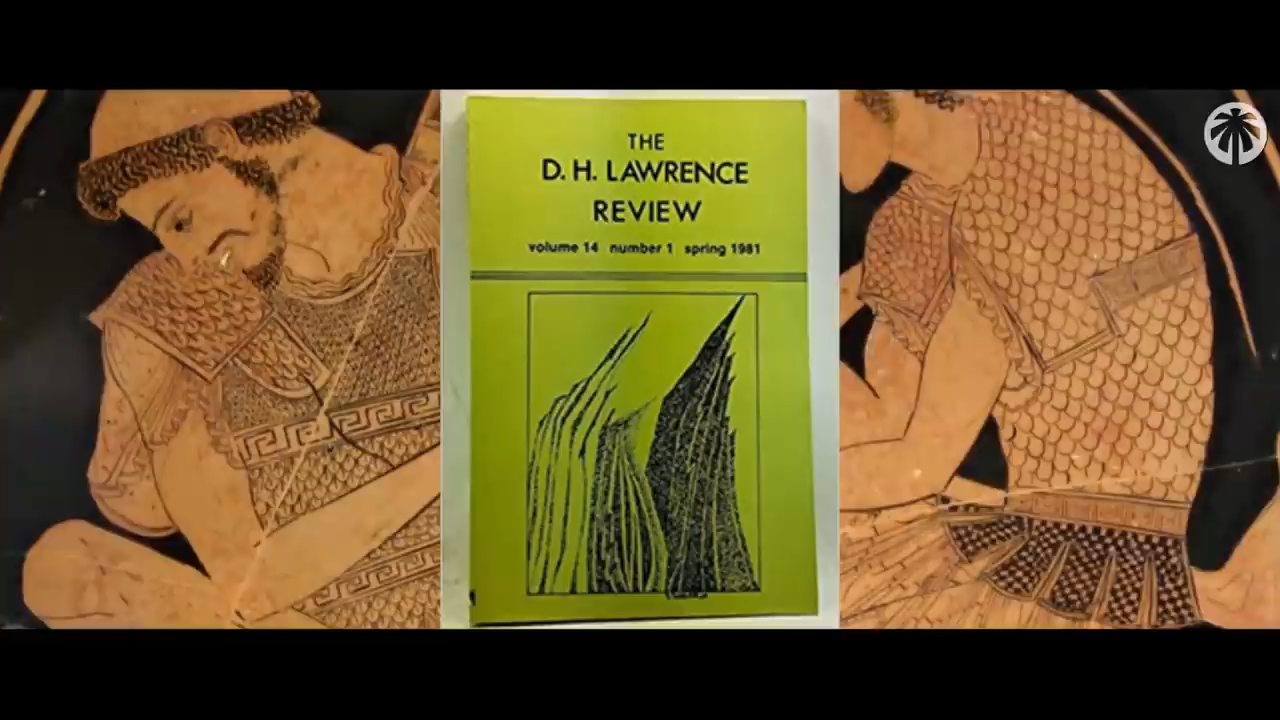 THE
D. H. LAWRENCE
REVIEW
volume 14 number 1 spring 1981